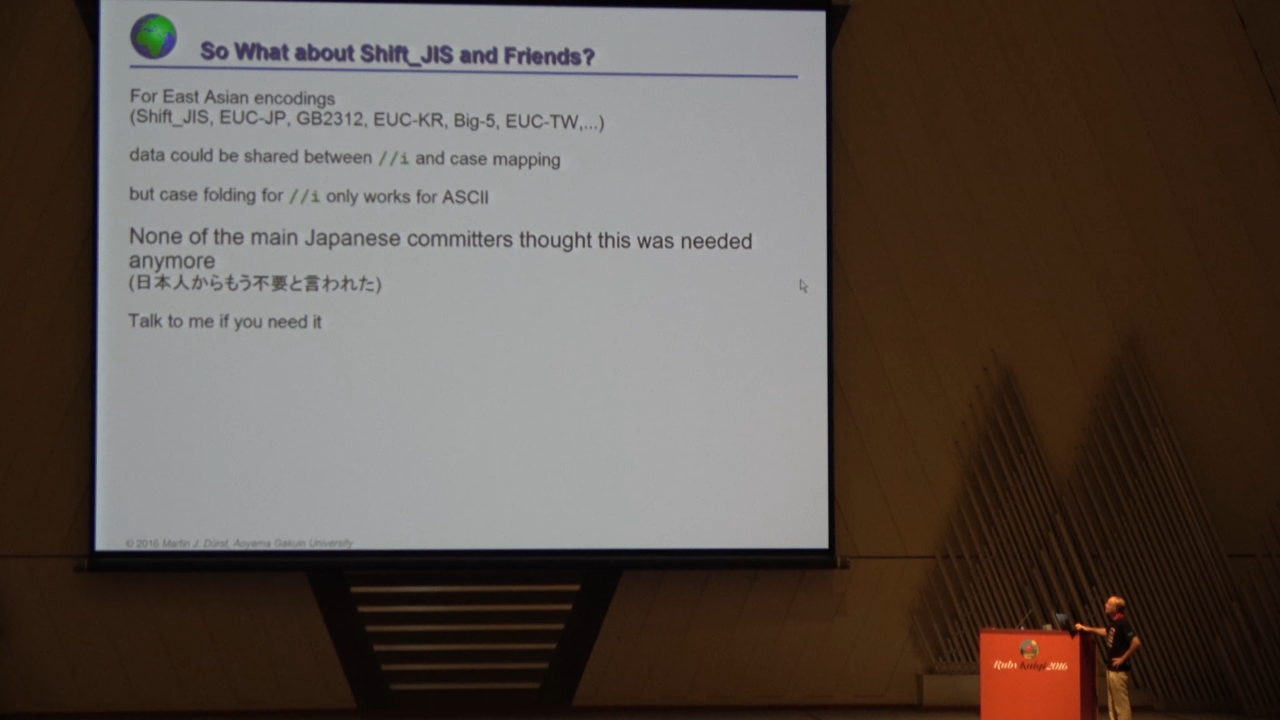 So What about Shift_JIS and Friends?
For East Asian encodings
(Shift_JIS, EUC-JP, GB2312, EUC-KR, Big-5, EUC-TW,...)
data could be shared between //i and case mapping
but case folding for //i only works for ASCII
None of the main Japanese committers thought this was needed
anymore
(日本人からもう不要と言われた)
Talk to me if you need it
© 2016 Martin J. Dürst, Aoyama Gakuin University
Ruby Kaigi 2016